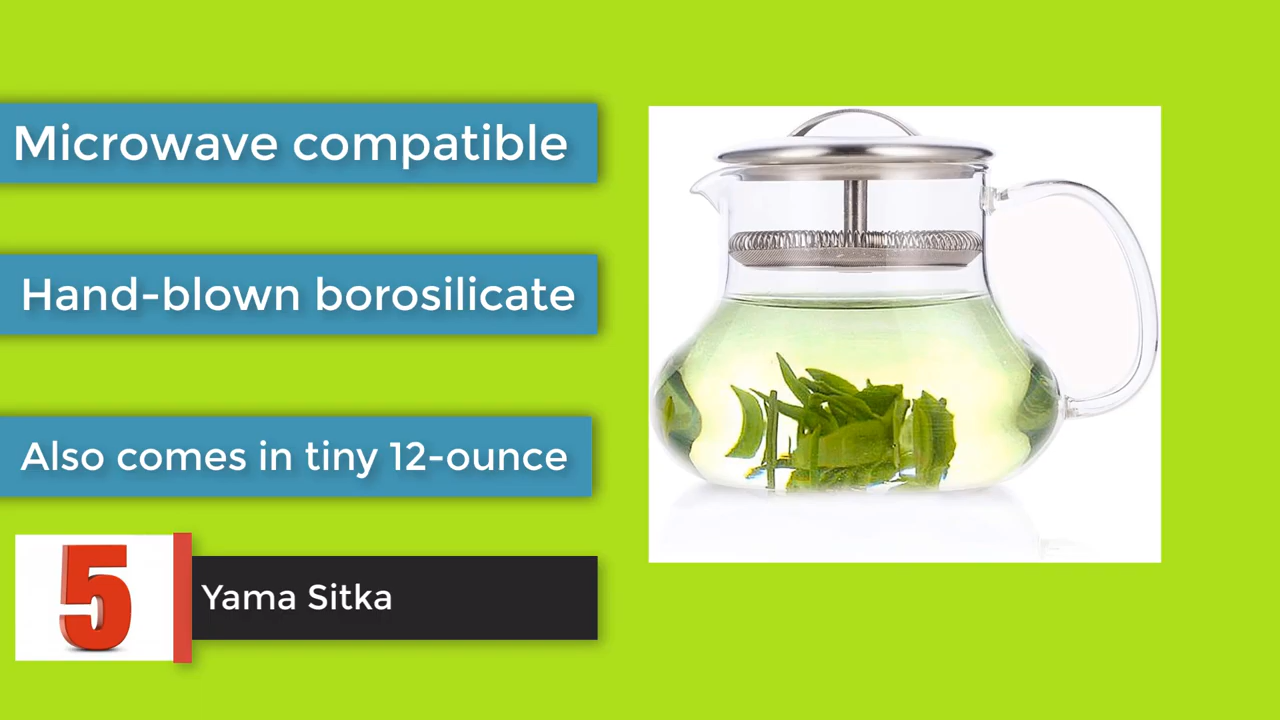 Microwave compatible
Hand-blown borosilicate
Also comes in tiny 12-ounce
5
Yama Sitka